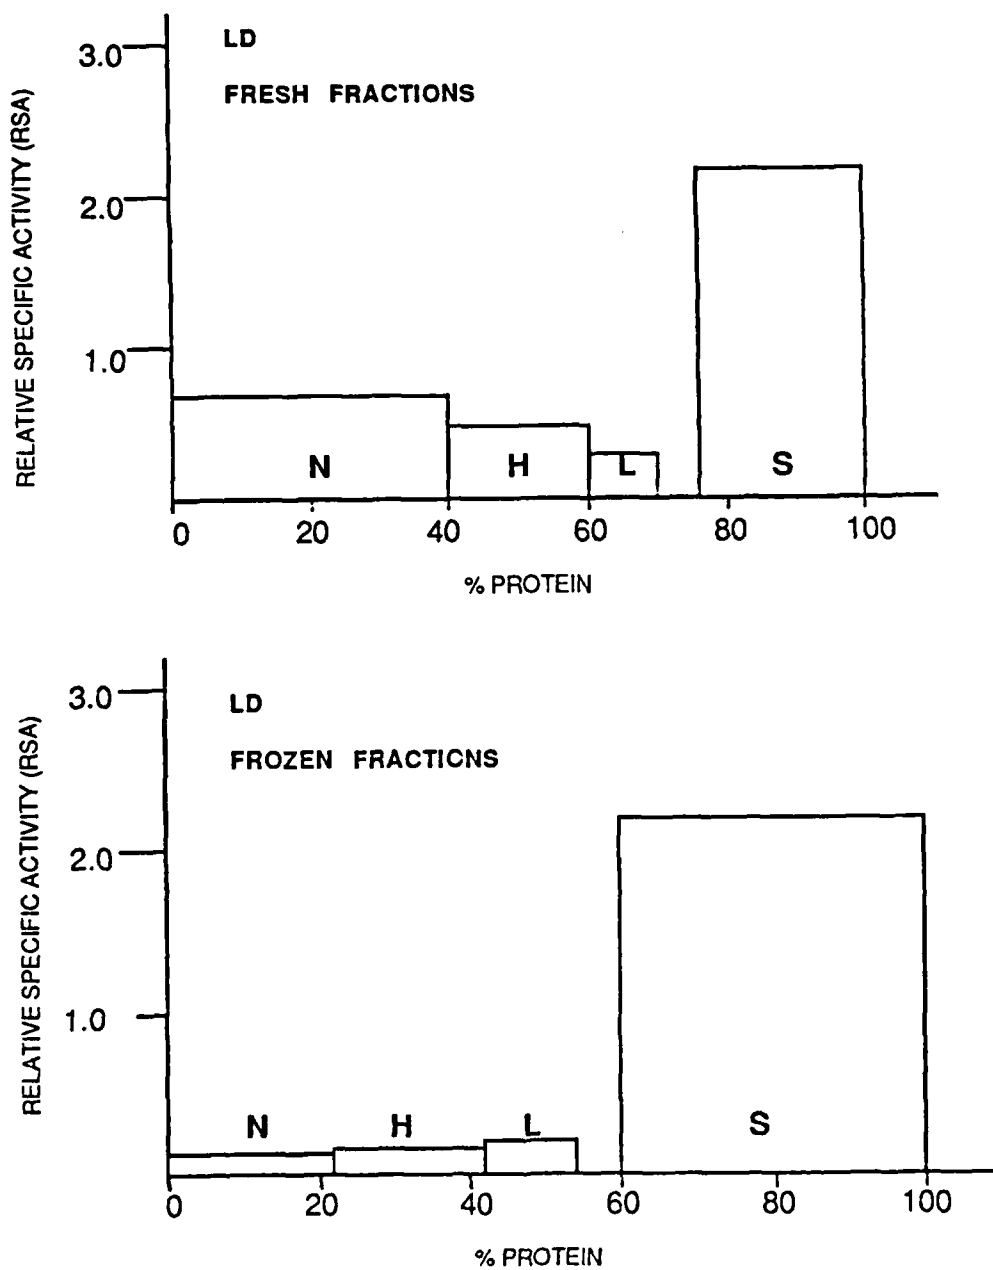 LD
FRESH FRACTIONS
RELATIVE SPECIFIC ACTIVITY (RSA)
3.0
2.0
1.0
N H L S
0 20 40 60 80 100
% PROTEIN
LD
FROZEN FRACTICNS
RELATIVE SPECIFIC ACTIVITY (RSA)
3.0
2.0
1.0
N H L S
0 20 40 60 80 100
% PROTEIN